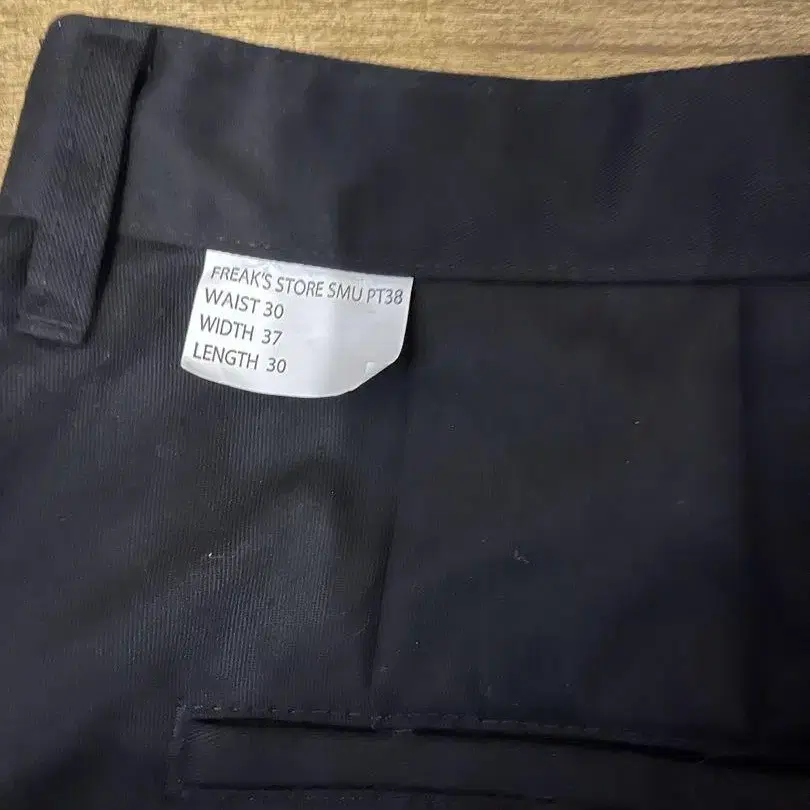 FREAK'S STORE SMU PT38
WAIST 30
WIDTH 37
LENGTH 30